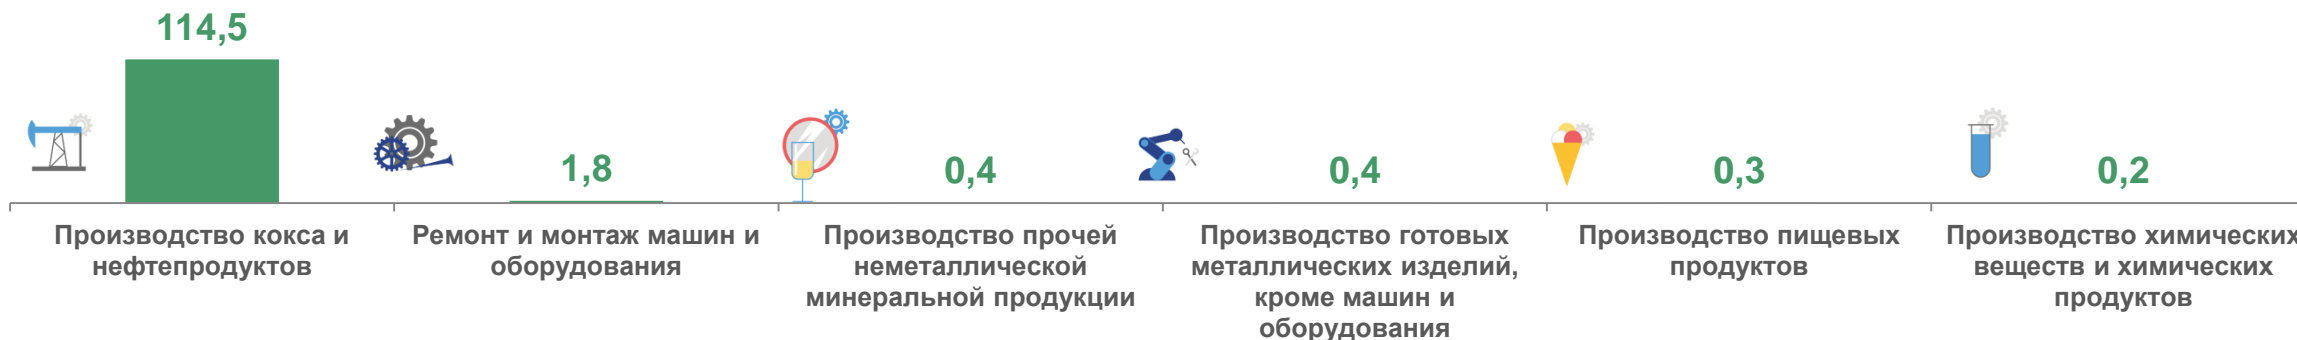 114,5
1,8
0,4
0,4
0,3
0,2
Производство кокса и
нефтепродуктов
Ремонт и монтаж машин и
оборудования
Производство прочей
неметаллической
минеральной продукции
Производство готовых
металлических изделий,
кроме машин и
оборудования
Производство пищевых
продуктов
Производство химических
веществ и химических
продуктов